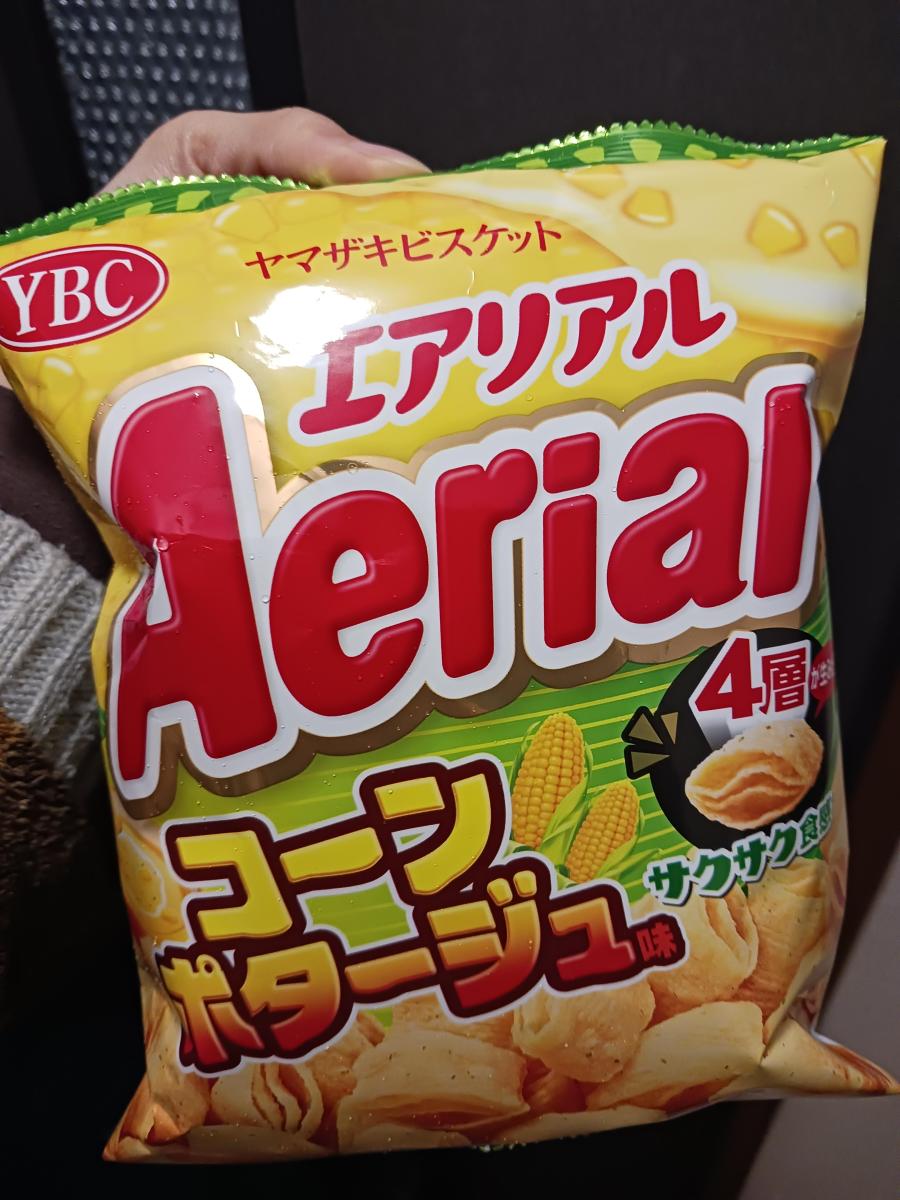 YBC
ヤマザキビスケット
エアリアル
Aerial
4層
サクサク食感
コーン
ポタージュ味